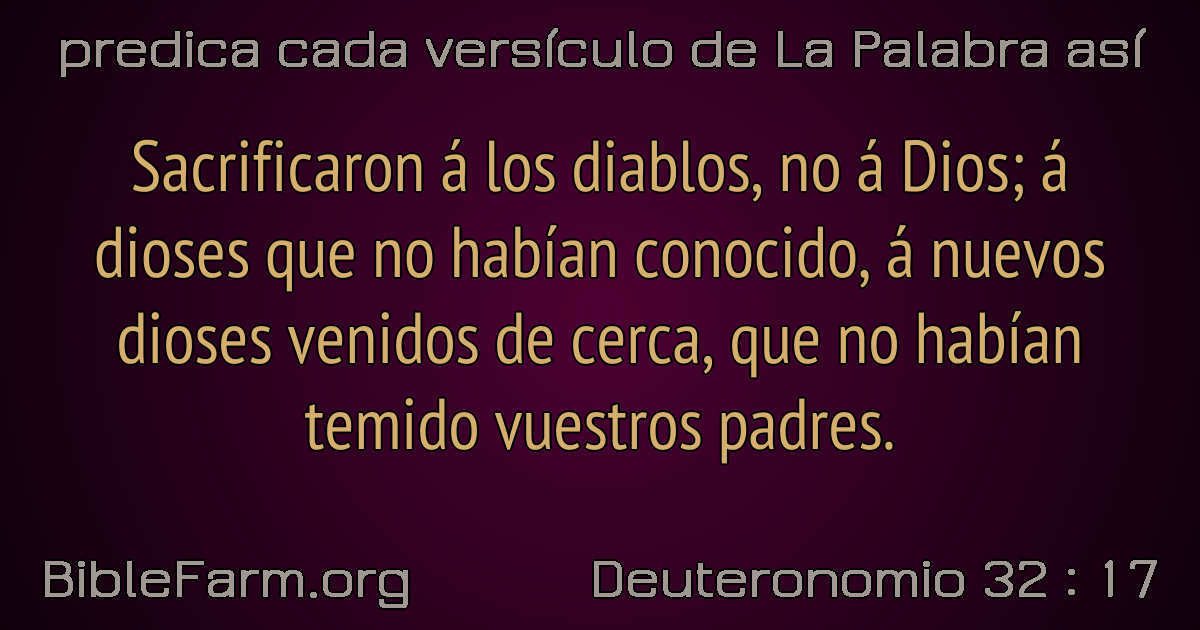 predica cada versículo de La Palabra así
Sacrificaron á los diablos, no á Dios; á
dioses que no habían conocido, á nuevos
dioses venidos de cerca, que no habían
temido vuestros padres.
BibleFarm.org
Deuteronomio 32 : 17